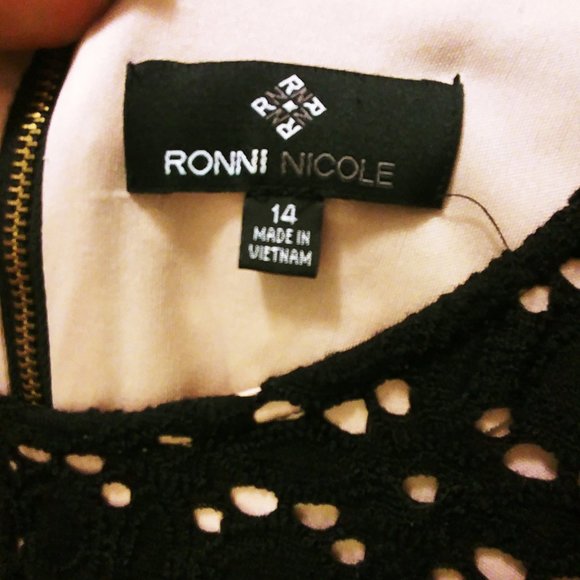 RONNI NICOLE
14
MADE IN
VIETNAM